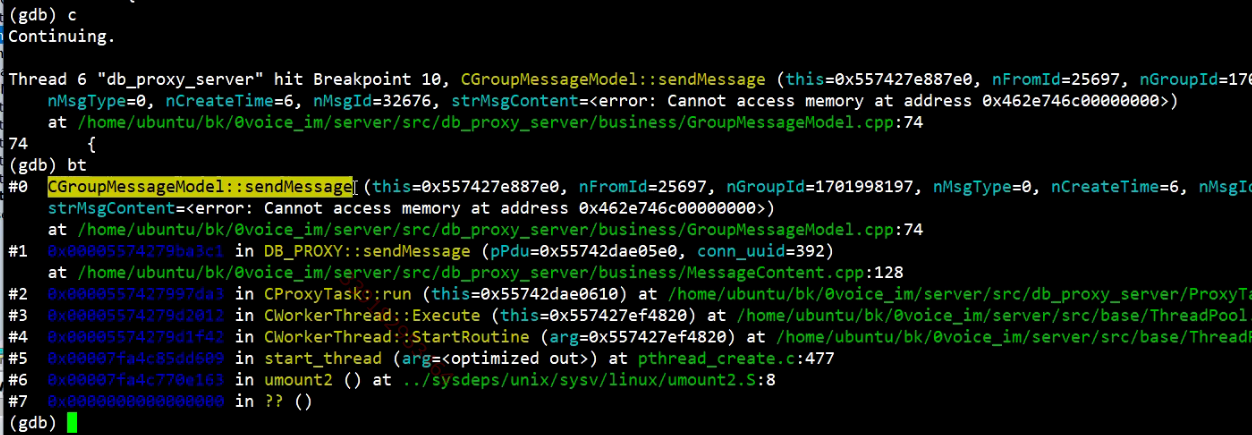 (gdb) c
Continuing.
Thread 6 "db_proxy_server" hit Breakpoint 10, CGroupMessageModel::sendMessage (this=0x557427e887e0, nFromId=25697, nGroupId=170
nMsgType=0, nCreateTime=6, nMsgId=32676, strMsgContent=<error: Cannot access memory at address 0x462e746c00000000>)
at /home/ubuntu/bk/0voice_im/server/src/db_proxy_server/business/GroupMessageModel.cpp:74
74 {
(gdb) bt
#0 CGroupMessageModel::sendMessage (this=0x557427e887e0, nFromId=25697, nGroupId=1701998197, nMsgType=0, nCreateTime=6, nMsgId
strMsgContent=<error: Cannot access memory at address 0x462e746c00000000>)
at /home/ubuntu/bk/0voice_im/server/src/db_proxy_server/business/GroupMessageModel.cpp:74
#1 0x00005574279ba3c1 in DB_PROXY::sendMessage (pPdu=0x55742dae05e0, conn_uuid=392)
at /home/ubuntu/bk/0voice_im/server/src/db_proxy_server/business/MessageContent.cpp:128
#2 0x0000557427997da3 in CProxyTask::run (this=0x55742dae0610) at /home/ubuntu/bk/0voice_im/server/src/db_proxy_server/ProxyTa
#3 0x00005574279d2012 in CWorkerThread::Execute (this=0x557427ef4820) at /home/ubuntu/bk/0voice_im/server/src/base/ThreadPool.
#4 0x00005574279d1f42 in CWorkerThread::StartRoutine (arg=0x557427ef4820) at /home/ubuntu/bk/0voice_im/server/src/base/ThreadP
#5 0x00007fa4c85dd609 in start_thread (arg=<optimized out>) at pthread_create.c:477
#6 0x00007fa4c770e163 in umount2 () at ../sysdeps/unix/sysv/linux/umount2.S:8
#7 0x0000000000000000 in ?? ()
(gdb)